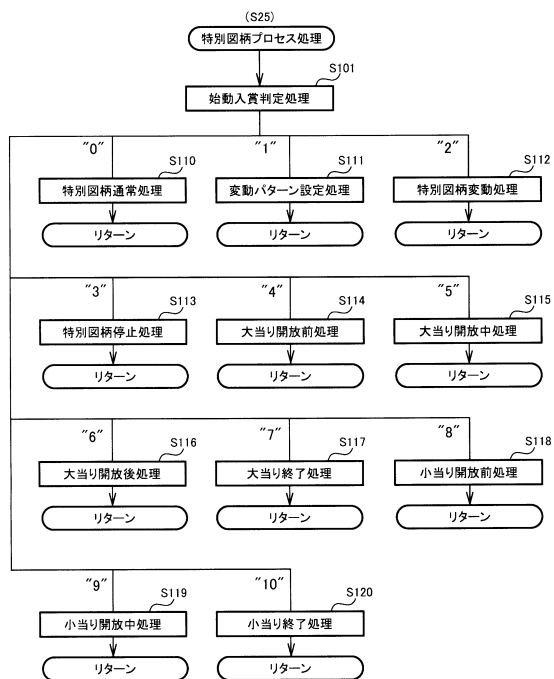 (S25)
特別図柄プロセス処理
S101
始動入賞判定処理
"0" "1" "2"
S110 S111 S112
特別図柄通常処理 変動パターン設定処理 特別図柄変動処理
リターン リターン リターン
"3" "4" "5"
S113 S114 S115
特別図柄停止処理 大当り開放前処理 大当り開放中処理
リターン リターン リターン
"6" "7" "8"
S116 S117 S118
大当り開放後処理 大当り終了処理 小当り開放前処理
リターン リターン リターン
"9" "10"
S119 S120
小当り開放中処理 小当り終了処理
リターン リターン